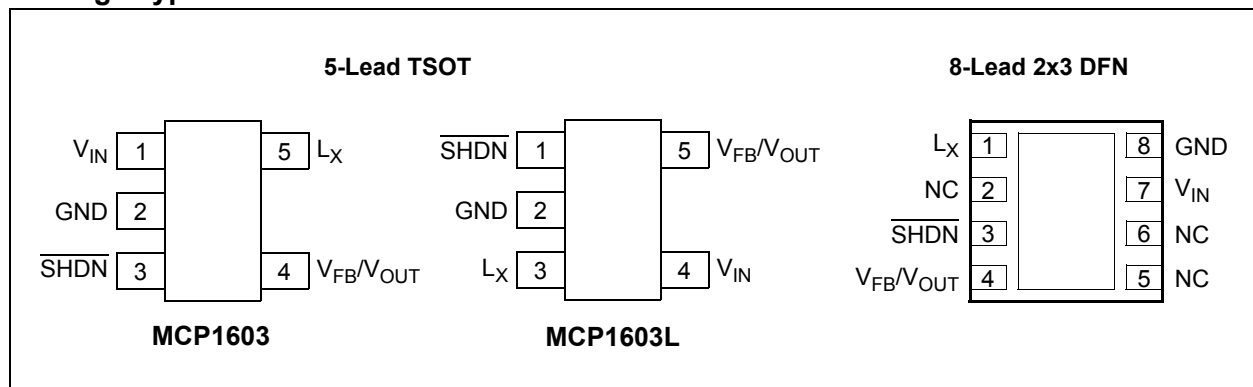 5-Lead TSOT
8-Lead 2x3 DFN
VIN 1
5 LX
GND 2
SHDN 3
4 VFB/VOUT
MCP1603
SHDN 1
5 VFB/VOUT
GND 2
LX 3
4 VIN
MCP1603L
LX 1
8 GND
NC 2
7 VIN
SHDN 3
6 NC
VFB/VOUT 4
5 NC